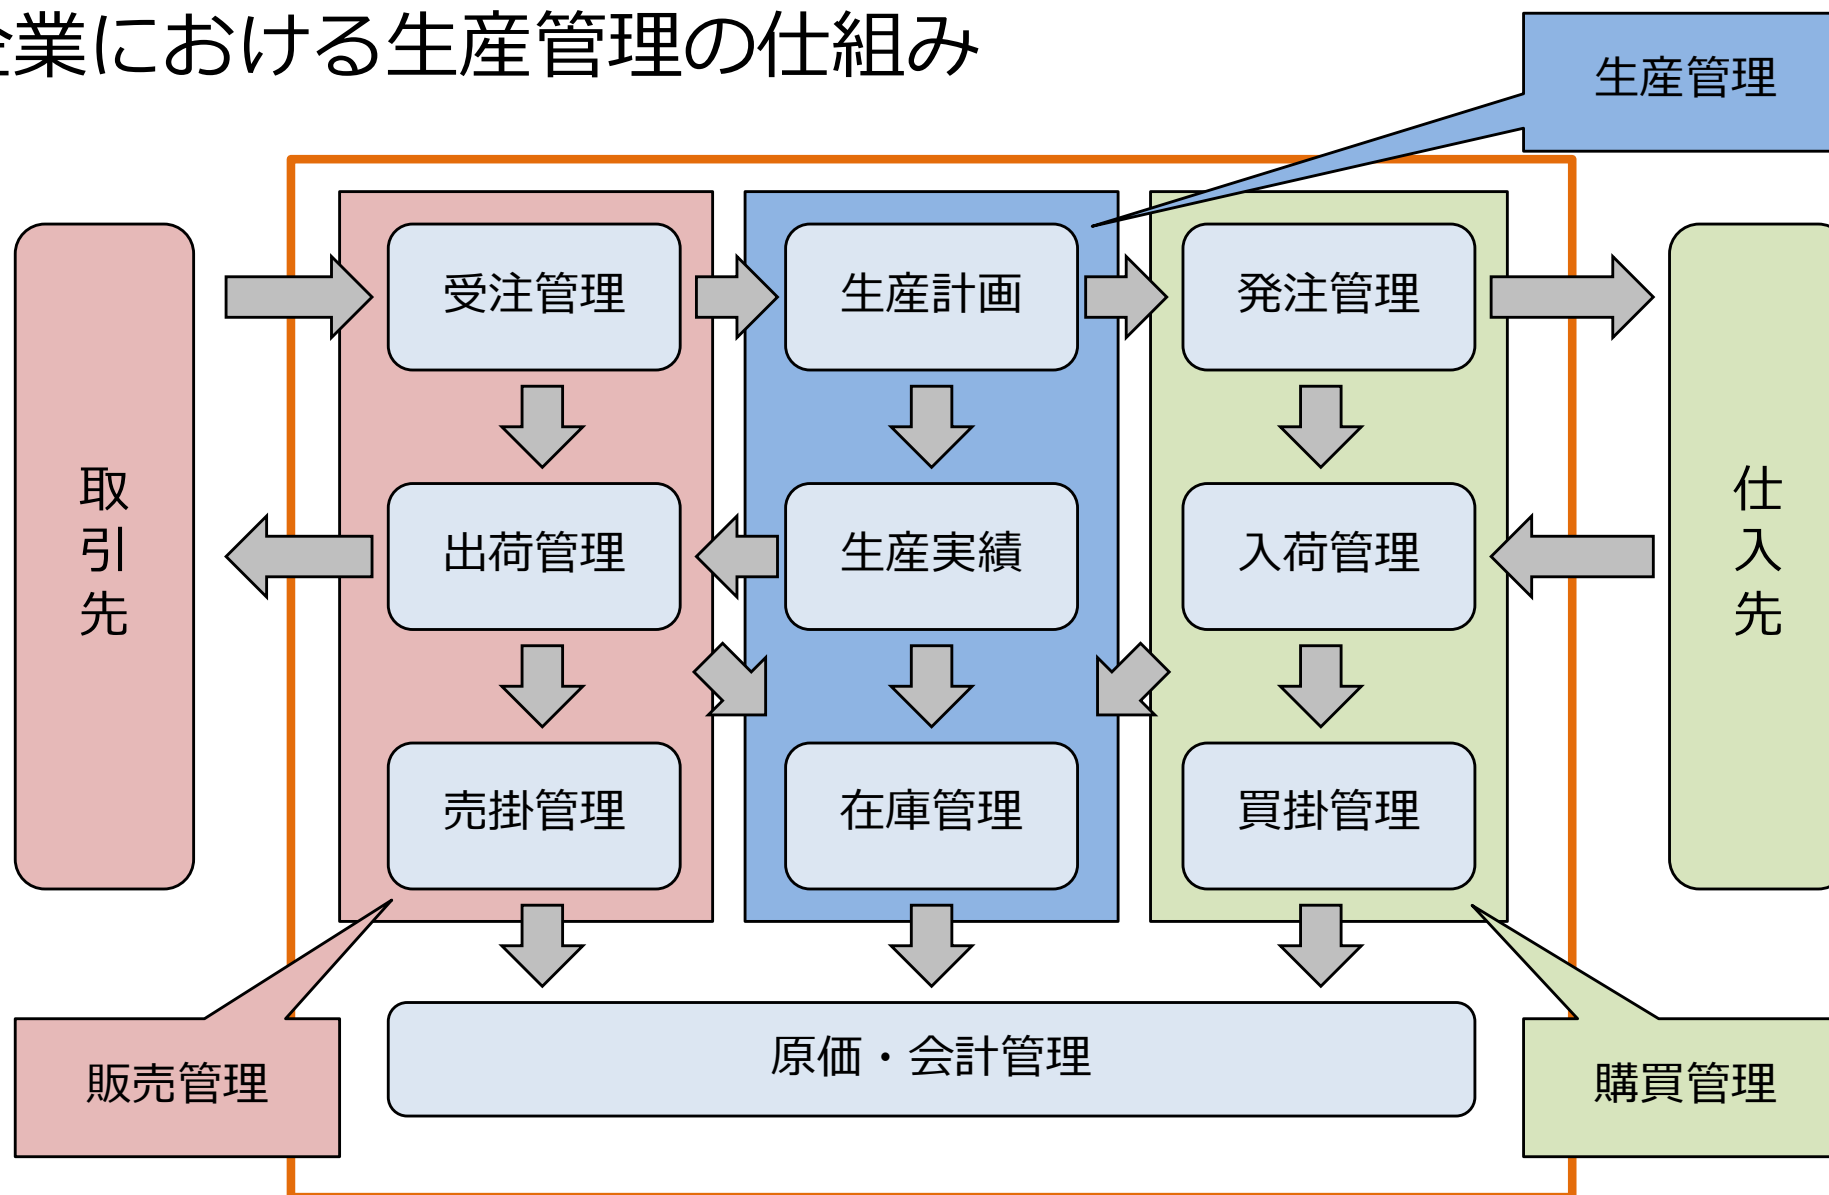 業における生産管理の仕組み
生産管理
受注管理
生産計画
発注管理
取引先
出荷管理
生産実績
入荷管理
仕入先
売掛管理
在庫管理
買掛管理
原価・会計管理
販売管理
購買管理